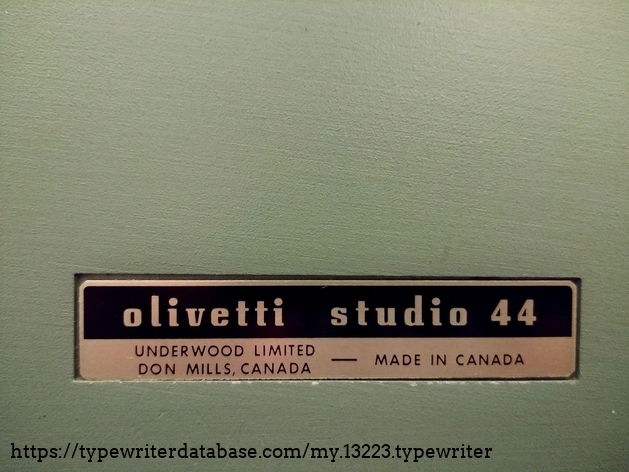 olivetti studio 44
UNDERWOOD LIMITED
DON MILLS, CANADA — MADE IN CANADA
https://typewriterdatabase.com/my.13223.typewriter